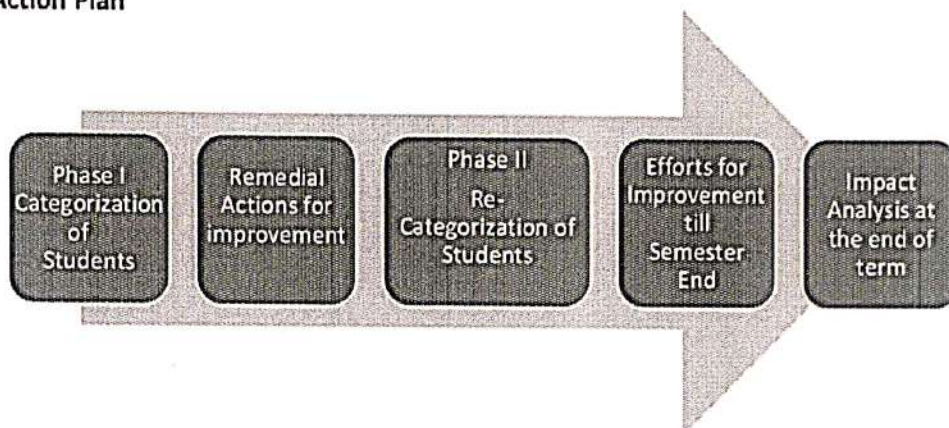 Action Plan
Phase I
Categorization
of
Students
Remedial
Actions for
improvement
Phase II
Re-
Categorization of
Students
Efforts for
Improvement
till
Semester
End
Impact
Analysis at
the end of
term